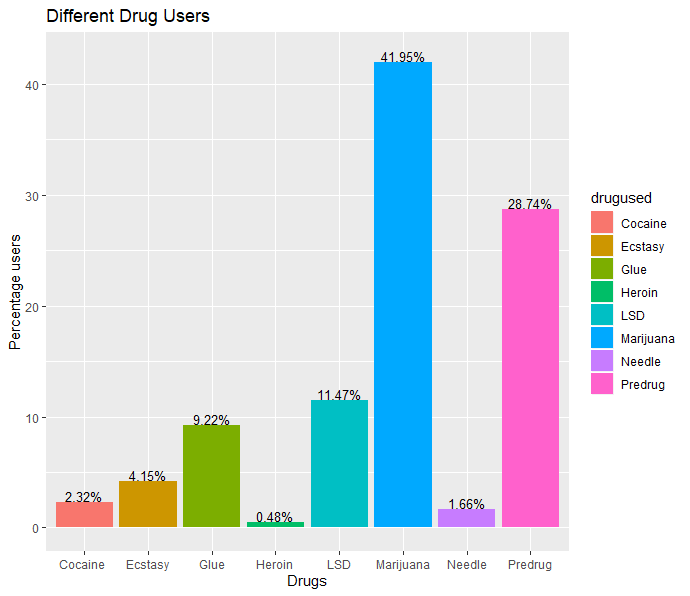 Different Drug Users
Percentage users
40
30
20
10
0
2.32%
4.15%
9.22%
0.48%
11.47%
41.95%
1.66%
28.74%
Cocaine
Ecstasy
Glue
Heroin
LSD
Marijuana
Needle
Predrug
Drugs
drugused
Cocaine
Ecstasy
Glue
Heroin
LSD
Marijuana
Needle
Predrug